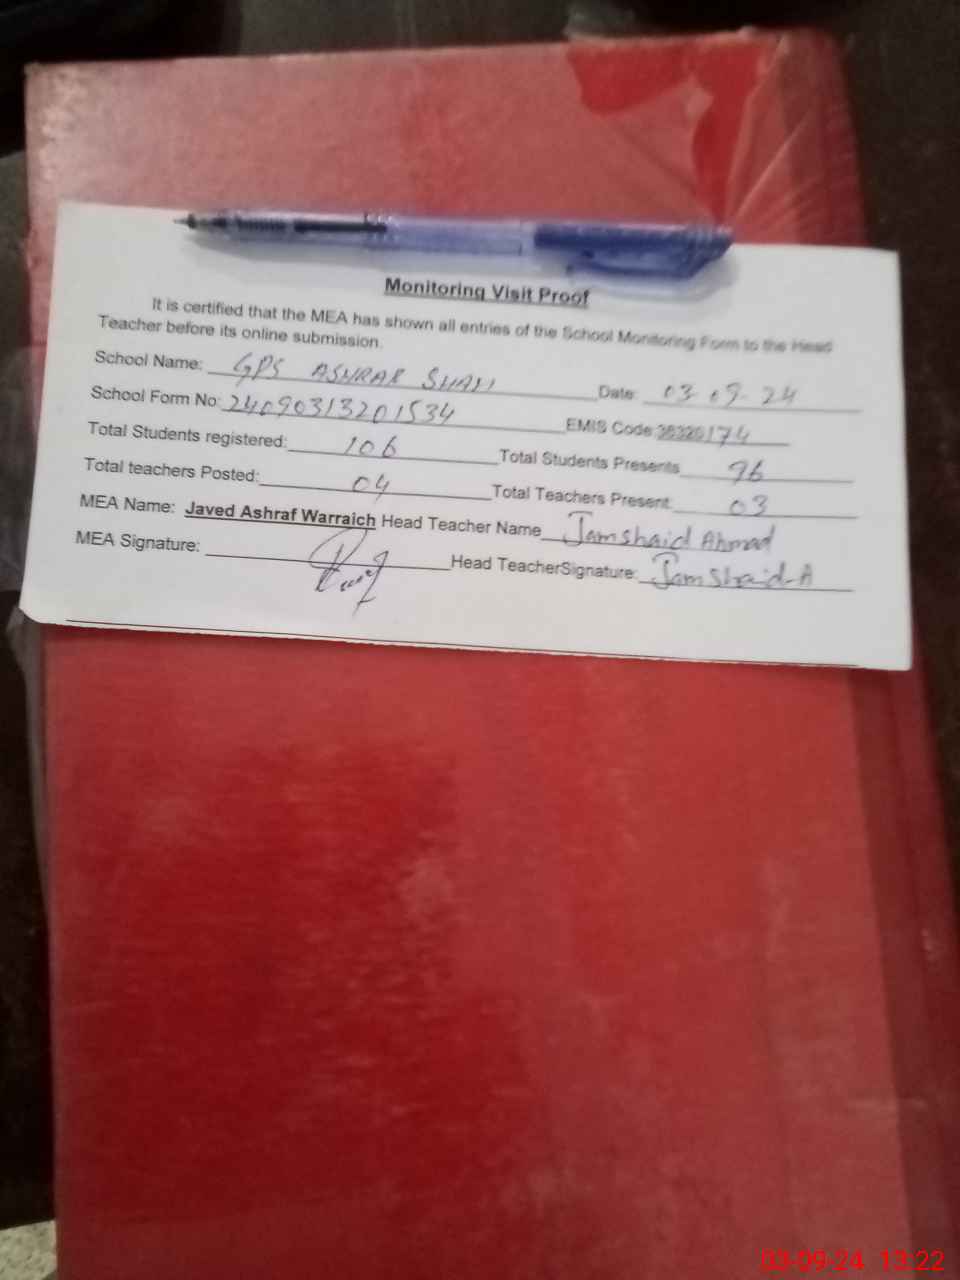 Monitoring Visit Proof
It is certified that the MEA has shown all entries of the School Monitoring Form to the Head
Teacher before its online submission.
School Name: GPS ASHRAF SHAH Date: 03-09-24
School Form No: 24090313201534 EMIS Code: 36320174
Total Students registered: 106 Total Students Presents 96
Total teachers Posted: 04 Total Teachers Present: 03
MEA Name: Javed Ashraf Warraich Head Teacher Name Jamshaid Ahmad
MEA Signature: Head TeacherSignature: Jamshaid-A
03-09-24 13:22